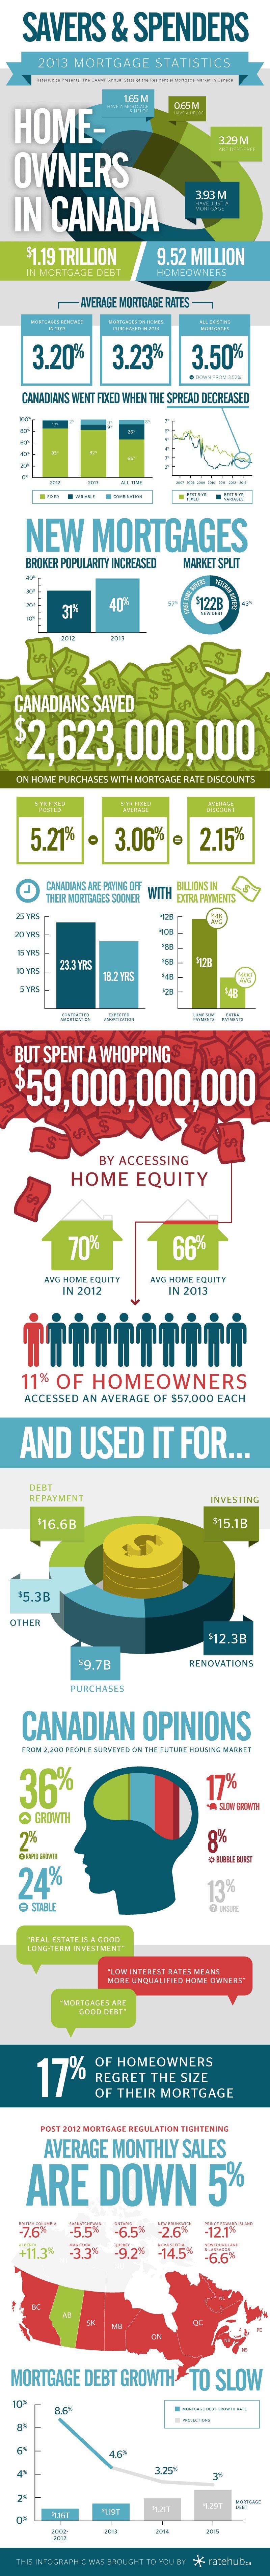 SAVERS & SPENDERS
2013 MORTGAGE STATISTICS
RateHub.ca Presents: The CAAMP Annual State of the Residential Mortgage Market in Canada
1.65 M
HAVE A MORTGAGE
& HELOC
0.65 M
HAVE A HELOC
3.29 M
ARE DEBT FREE
3.93 M
HAVE JUST A
MORTGAGE
HOME-
OWNERS
IN CANADA
$1.19 TRILLION
IN MORTGAGE DEBT
9.52 MILLION
HOMEOWNERS
AVERAGE MORTGAGE RATES
MORTGAGES RENEWED
IN 2013
3.20%
MORTGAGES ON HOMES
PURCHASED IN 2013
3.23%
ALL EXISTING
MORTGAGES
3.50%
DOWN FROM 3.52%
CANADIANS WENT FIXED WHEN THE SPREAD DECREASED
100%
80%
60%
40%
20%
0%
2012
2013
ALL TIME
FIXED
VARIABLE
COMBINATION
7%
6%
5%
4%
3%
2%
2007 2008 2009 2010 2011 2012 2013
BEST 5-YR
FIXED
BEST 5-YR
VARIABLE
NEW MORTGAGES
BROKER POPULARITY INCREASED
40%
30%
20%
10%
31%
40%
2012
2013
MARKET SPLIT
57%
FIRST TIME BUYERS
VETERAN BUYERS
43%
$122B
NEW DEBT
CANADIANS SAVED
$2,623,000,000
ON HOME PURCHASES WITH MORTGAGE RATE DISCOUNTS
5-YR FIXED
POSTED
5.21%
5-YR FIXED
AVERAGE
3.06%
AVERAGE
DISCOUNT
2.15%
CANADIANS ARE PAYING OFF
THEIR MORTGAGES SOONER
WITH
BILLIONS IN
EXTRA PAYMENTS
25 YRS
20 YRS
15 YRS
10 YRS
5 YRS
23.3 YRS
18.2 YRS
CONTRACTED
AMORTIZATION
EXPECTED
AMORTIZATION
$12B
$10B
$8B
$6B
$4B
$2B
$14K
AVG
$12B
$400
AVG
$4B
LUMP SUM
PAYMENTS
EXTRA
PAYMENTS
BUT SPENT A WHOPPING
$59,000,000,000
BY ACCESSING
HOME EQUITY
70%
66%
AVG HOME EQUITY
IN 2012
AVG HOME EQUITY
IN 2013
11% OF HOMEOWNERS
ACCESSED AN AVERAGE OF $57,000 EACH
AND USED IT FOR...
DEBT
REPAYMENT
$16.6B
INVESTING
$15.1B
$5.3B
OTHER
$12.3B
RENOVATIONS
$9.7B
PURCHASES
CANADIAN OPINIONS
FROM 2,200 PEOPLE SURVEYED ON THE FUTURE HOUSING MARKET
36%
GROWTH
2%
RAPID GROWTH
24%
STABLE
17%
SLOW GROWTH
8%
BUBBLE BURST
13%
UNSURE
"REAL ESTATE IS A GOOD
LONG-TERM INVESTMENT"
"LOW INTEREST RATES MEANS
MORE UNQUALIFIED HOME OWNERS"
"MORTGAGES ARE
GOOD DEBT"
17% OF HOMEOWNERS
REGRET THE SIZE
OF THEIR MORTGAGE
POST 2012 MORTGAGE REGULATION TIGHTENING
AVERAGE MONTHLY SALES
ARE DOWN 5%
BRITISH COLUMBIA
-7.6%
SASKATCHEWAN
-5.5%
ONTARIO
-6.5%
NEW BRUNSWICK
-2.6%
PRINCE EDWARD ISLAND
-12.1%
ALBERTA
+11.3%
MANITOBA
-3.3%
QUEBEC
-9.2%
NOVA SCOTIA
-14.5%
NEWFOUNDLAND
& LABRADOR
-6.6%
BC
AB
SK
MB
ON
QC
NL
PE
NB
NS
MORTGAGE DEBT GROWTH TO SLOW
10%
8%
6%
4%
2%
0%
8.6%
4.6%
3.25%
3%
MORTGAGE DEBT GROWTH RATE
PROJECTIONS
$1.16T
$1.19T
$1.21T
$1.29T
MORTGAGE
DEBT
2002-
2012
2013
2014
2015
THIS INFOGRAPHIC WAS BROUGHT TO YOU BY ratehub.ca